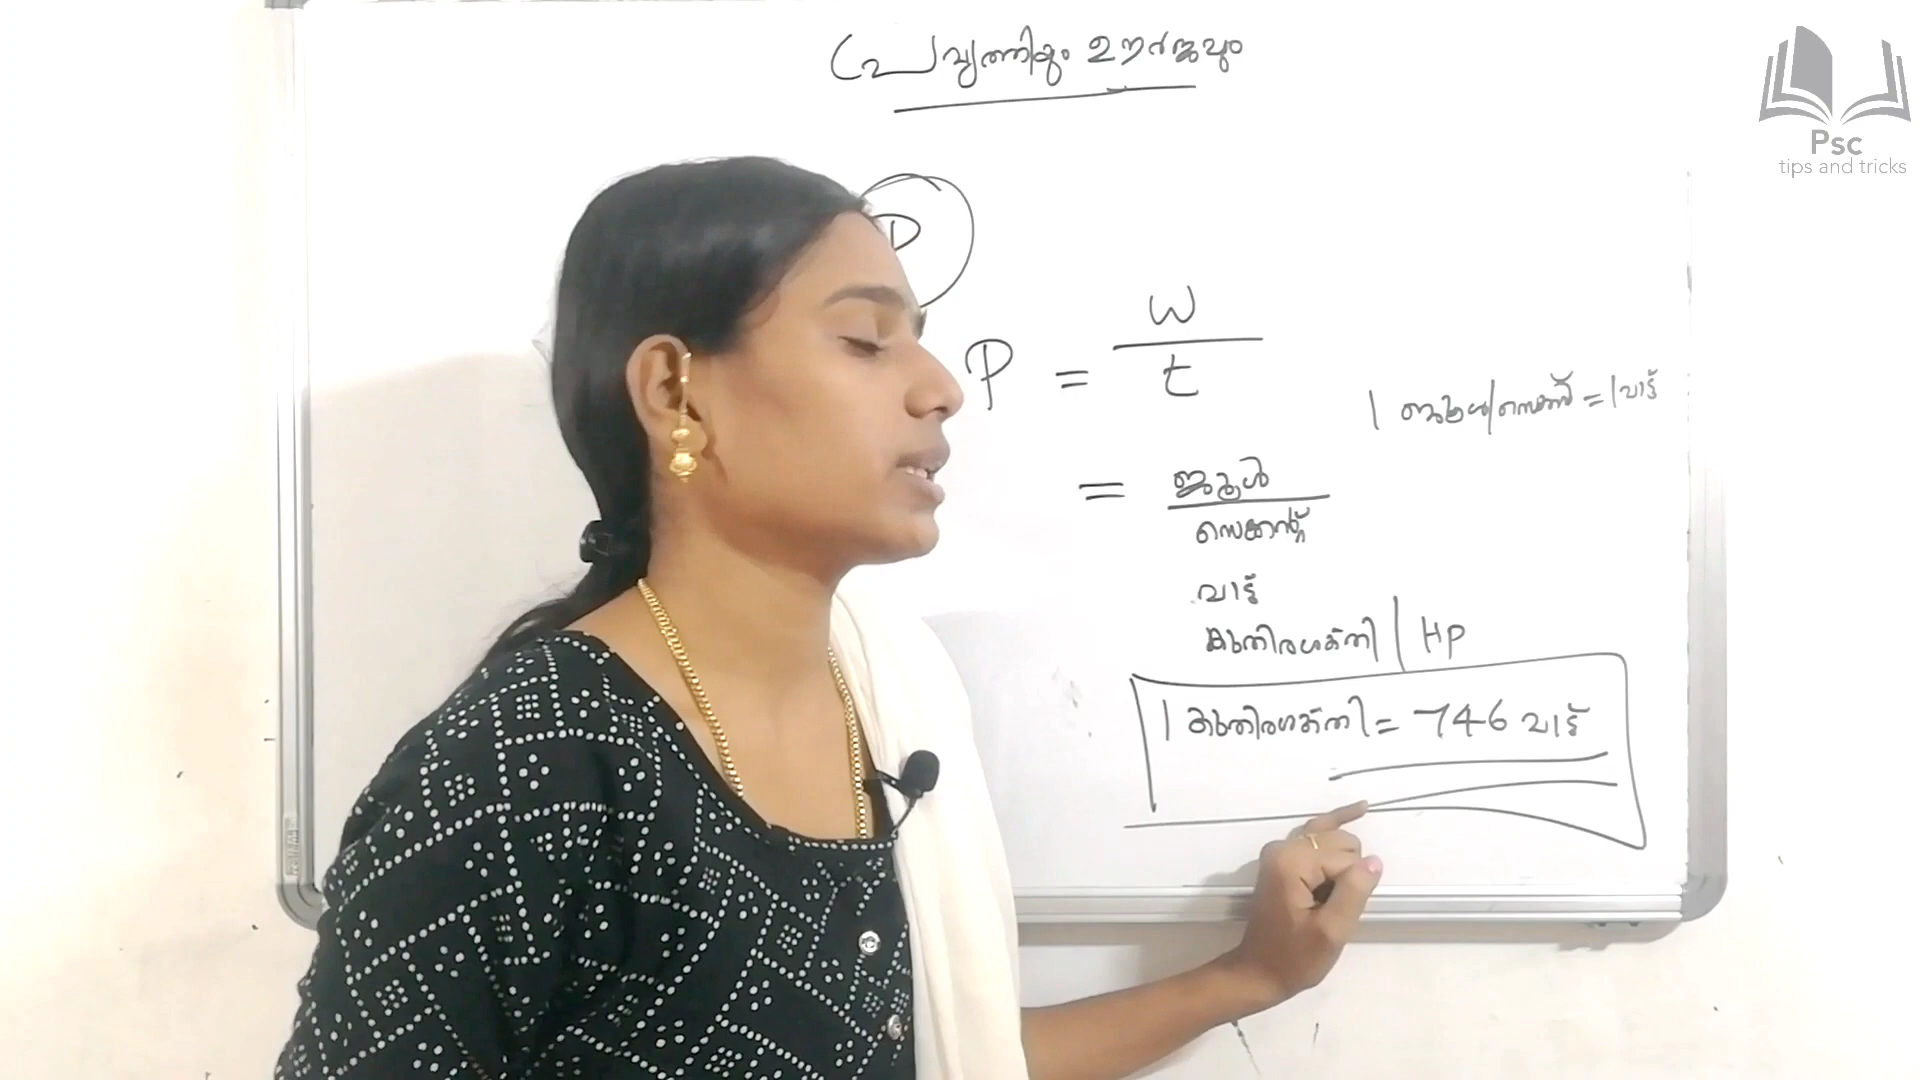 പ്രവൃത്തിയും ഊർജ്ജവും
P
P = W / t
1 ജൂൾ/സെക്കന്റ് = 1 വാട്ട്
= ജൂൾ / സെക്കന്റ്
വാട്ട്
കുതിരശക്തി | HP
1 കുതിരശക്തി = 746 വാട്ട്
Psc
tips and tricks